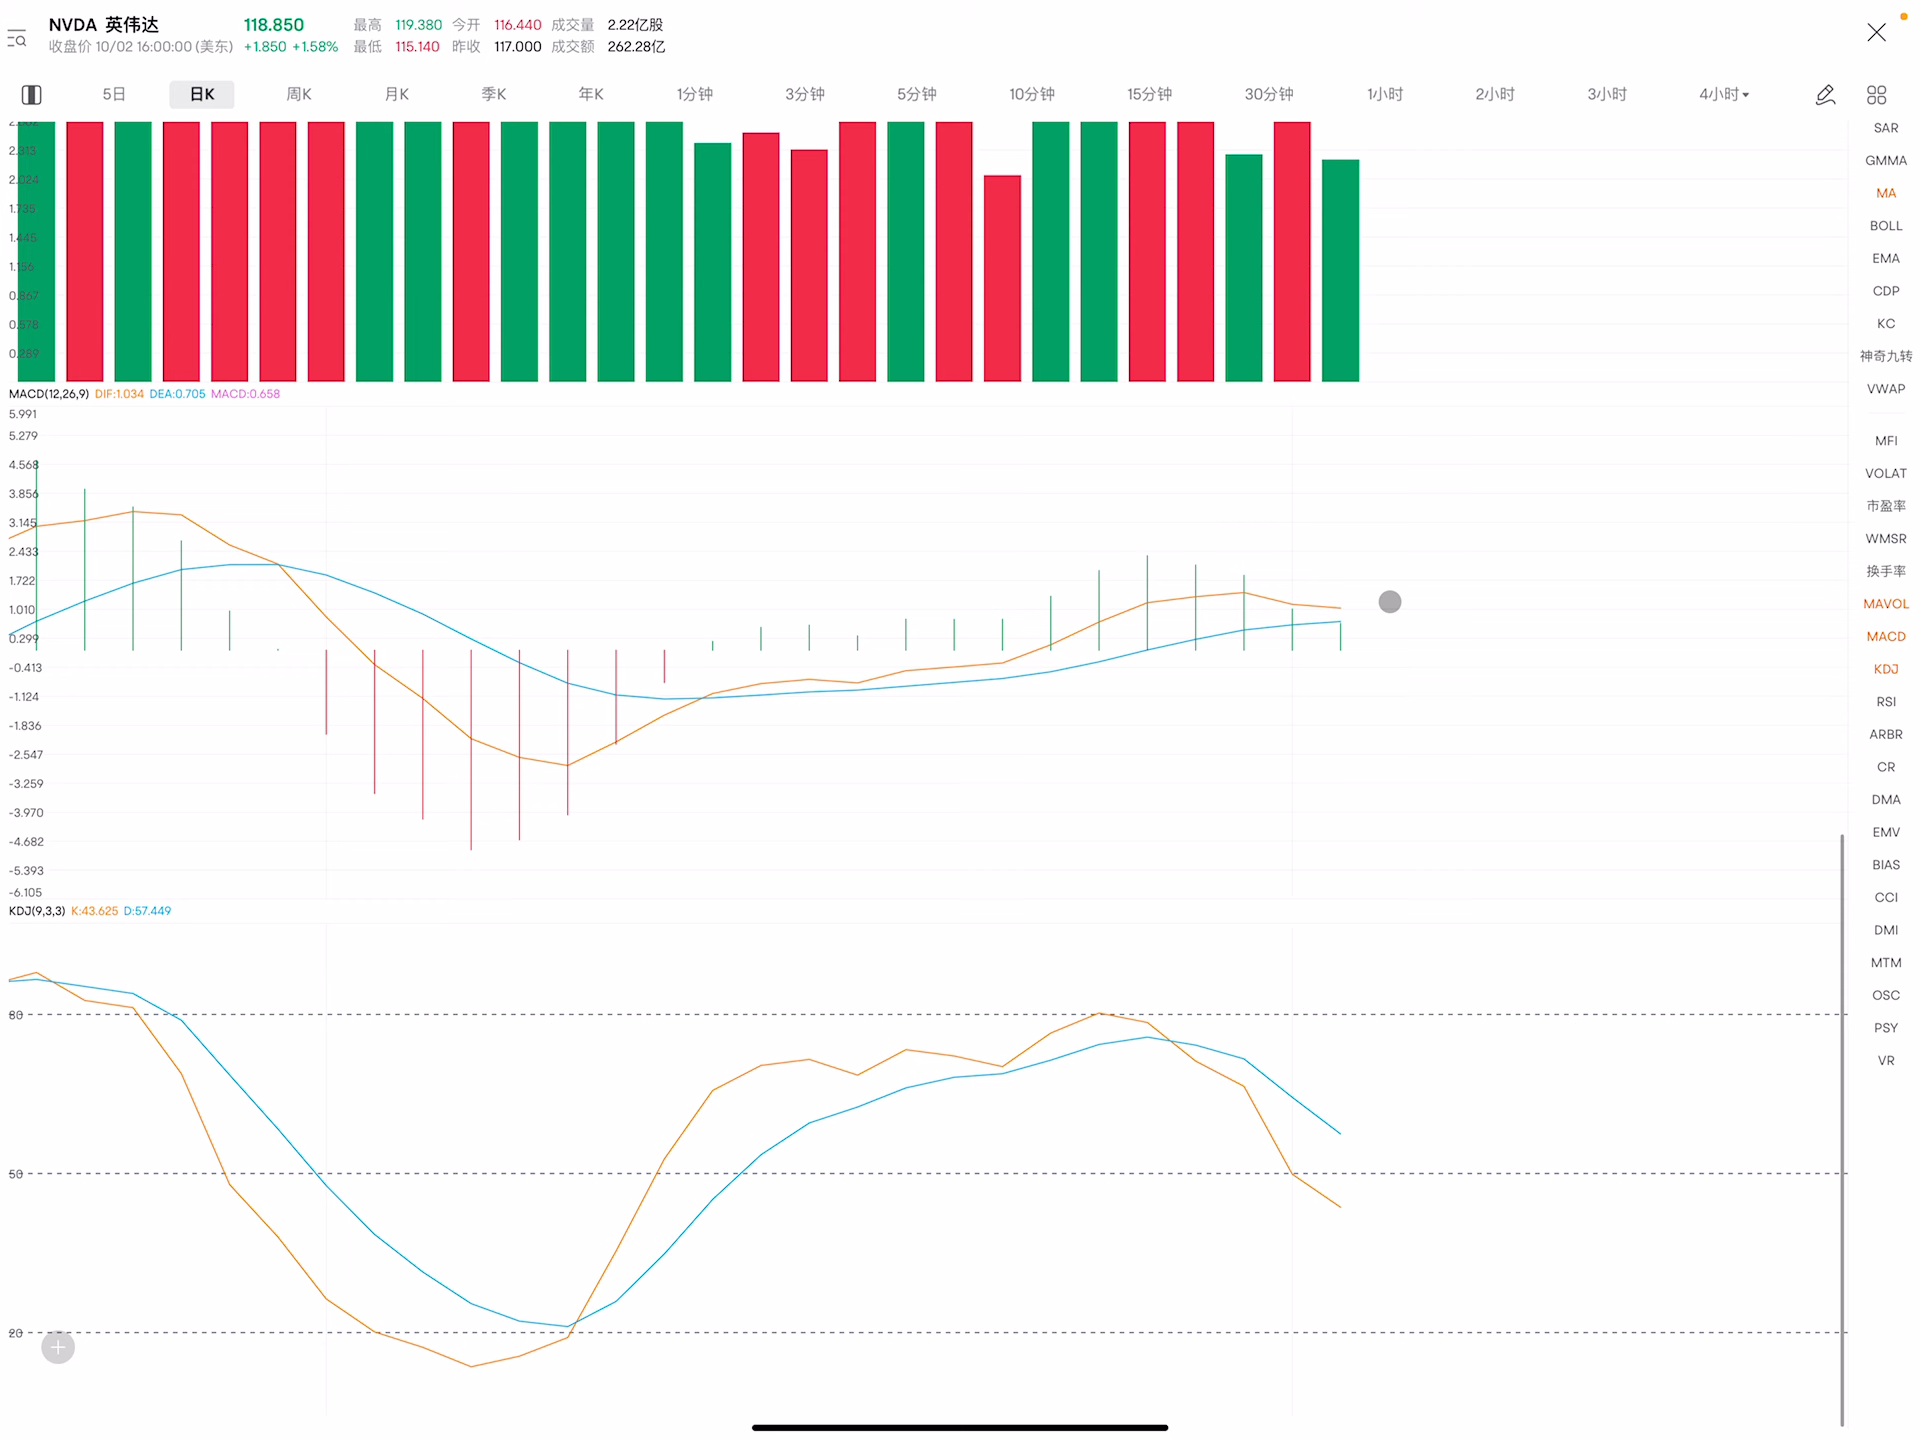 NVDA 英伟达 118.850 最高 119.380 今开 116.440 成交量 2.22亿股
收盘价 10/02 16:00:00 (美东) +1.850 +1.58% 最低 115.140 昨收 117.000 成交额 262.28亿
5日 日K 周K 月K 季K 年K 1分钟 3分钟 5分钟 10分钟 15分钟 30分钟 1小时 2小时 3小时 4小时
2.313
2.024
1.735
1.445
1.156
0.867
0.578
0.289
MACD(12,26,9) DIF:1.034 DEA:0.705 MACD:0.658
5.991
5.279
4.568
3.856
3.145
2.433
1.722
1.010
0.299
-0.413
-1.124
-1.836
-2.547
-3.259
-3.970
-4.682
-5.393
-6.105
KDJ(9,3,3) K:43.625 D:57.449
80
50
20
SAR
GMMA
MA
BOLL
EMA
CDP
KC
神奇九转
VWAP
MFI
VOLAT
市盈率
WMSR
换手率
MAVOL
MACD
KDJ
RSI
ARBR
CR
DMA
EMV
BIAS
CCI
DMI
MTM
OSC
PSY
VR